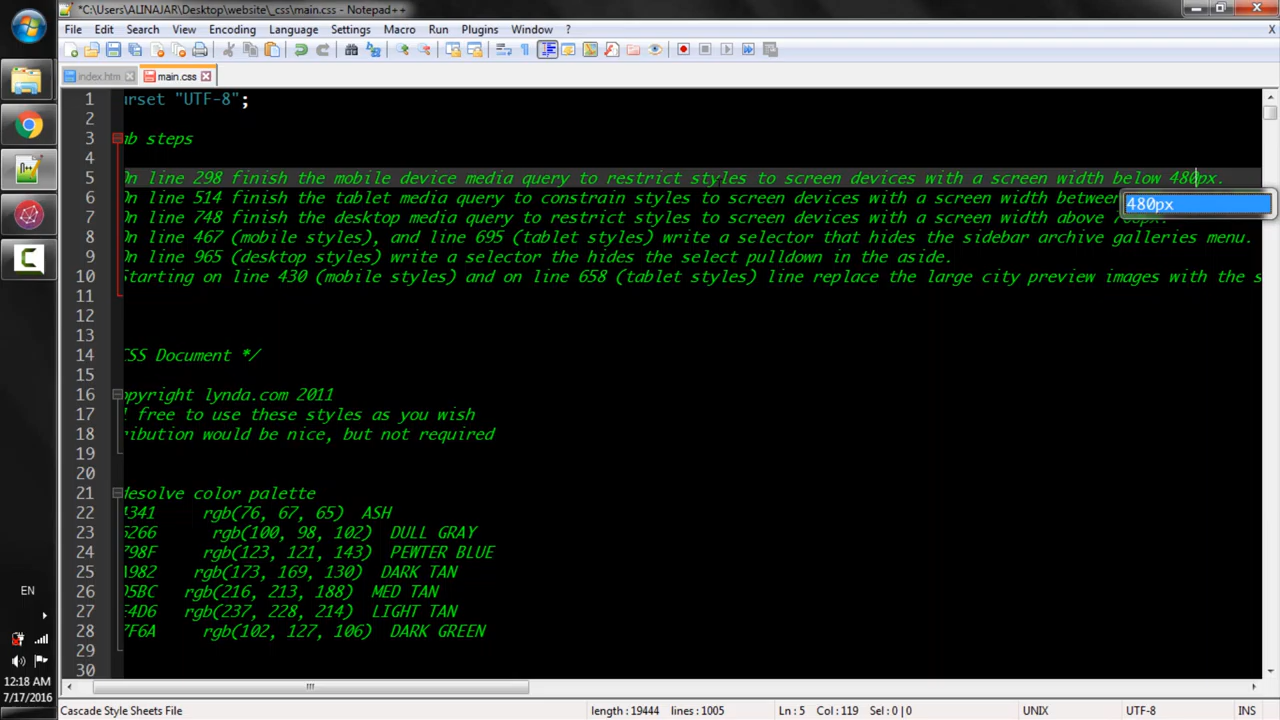 *C:\Users\ALINAJAR\Desktop\website\_css\main.css - Notepad++
File Edit Search View Encoding Language Settings Macro Run Plugins Window ? X
index.htm main.css
1 urset "UTF-8";
2
3 mb steps
4
5 On line 298 finish the mobile device media query to restrict styles to screen devices with a screen width below 480px.
6 On line 514 finish the tablet media query to constrain styles to screen devices with a screen width between
480px
7 On line 748 finish the desktop media query to restrict styles to screen devices with a screen width above
8 On line 467 (mobile styles), and line 695 (tablet styles) write a selector that hides the sidebar archive galleries menu.
9 On line 965 (desktop styles) write a selector the hides the select pulldown in the aside.
10 Starting on line 430 (mobile styles) and on line 658 (tablet styles) line replace the large city preview images with the s
11
12
13
14 CSS Document */
15
16 opyright lynda.com 2011
17 l free to use these styles as you wish
18 ribution would be nice, but not required
19
20
21 desolve color palette
22 4341 rgb(76, 67, 65) ASH
23 6266 rgb(100, 98, 102) DULL GRAY
24 798F rgb(123, 121, 143) PEWTER BLUE
25 A982 rgb(173, 169, 130) DARK TAN
26 D5BC rgb(216, 213, 188) MED TAN
27 E4D6 rgb(237, 228, 214) LIGHT TAN
28 7F6A rgb(102, 127, 106) DARK GREEN
29
30
EN
12:18 AM
7/17/2016
Cascade Style Sheets File length : 19444 lines : 1005 Ln : 5 Col : 119 Sel : 0 | 0 UNIX UTF-8 INS